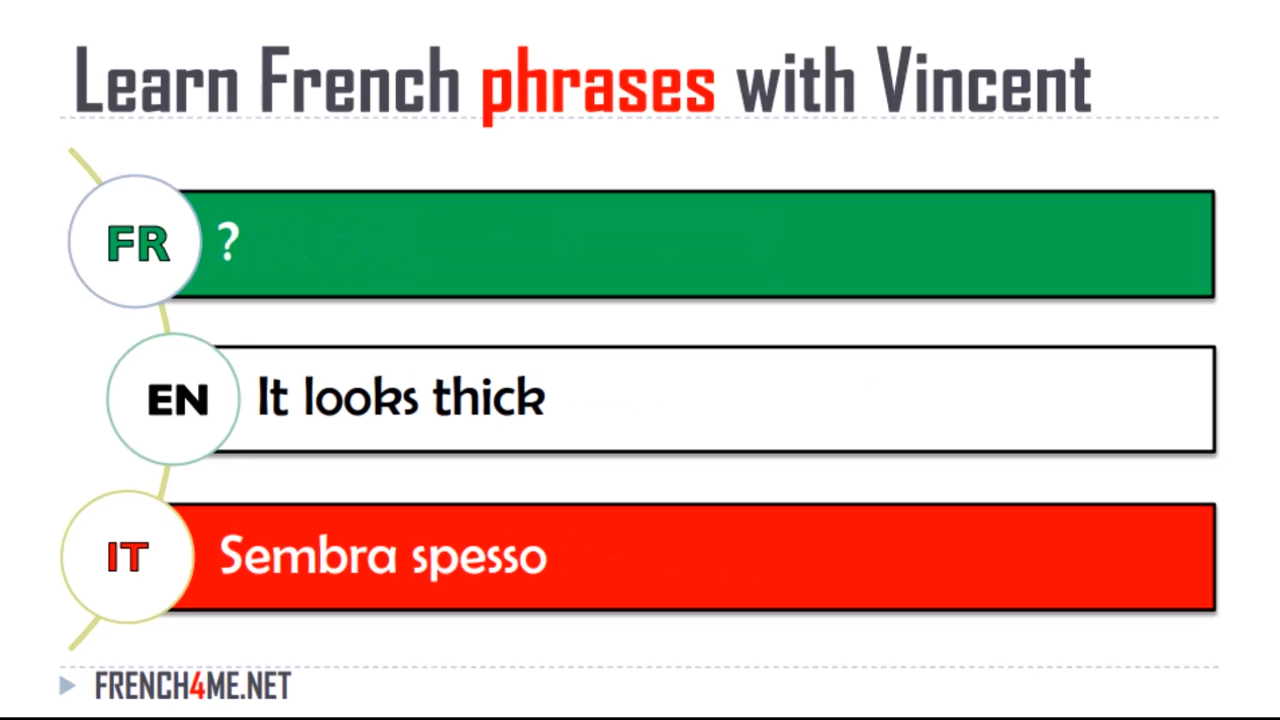 Learn French phrases with Vincent
FR ?
EN It looks thick
IT Sembra spesso
FRENCH4ME.NET